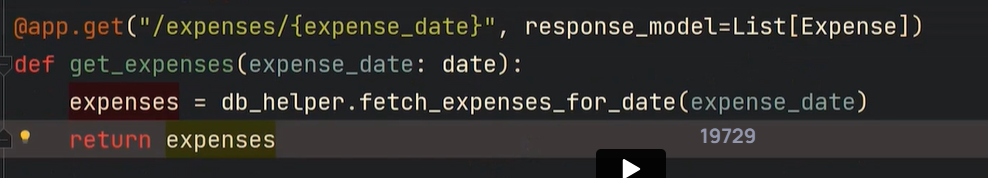 @app.get("/expenses/{expense_date}", response_model=List[Expense])
def get_expenses(expense_date: date):
    expenses = db_helper.fetch_expenses_for_date(expense_date)
    return expenses
19729